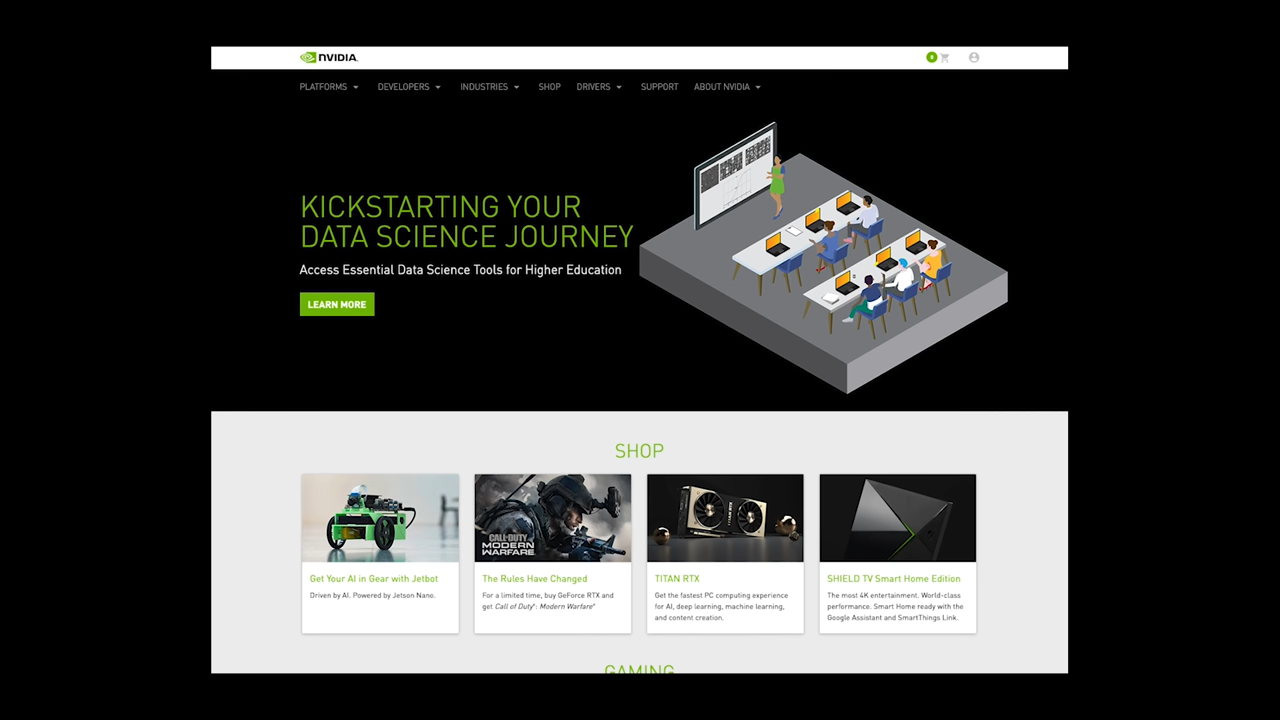 NVIDIA.
PLATFORMS DEVELOPERS INDUSTRIES SHOP DRIVERS SUPPORT ABOUT NVIDIA
KICKSTARTING YOUR
DATA SCIENCE JOURNEY
Access Essential Data Science Tools for Higher Education
LEARN MORE
SHOP
CALL OF DUTY
MODERN
WARFARE
TITAN RTX
Get Your AI in Gear with Jetbot
Driven by AI. Powered by Jetson Nano.
The Rules Have Changed
For a limited time, buy GeForce RTX and
get Call of Duty®: Modern Warfare®
TITAN RTX
Get the fastest PC computing experience
for AI, deep learning, machine learning,
and content creation.
SHIELD TV Smart Home Edition
The most 4K entertainment. World-class
performance. Smart Home ready with the
Google Assistant and SmartThings Link.
GAMING